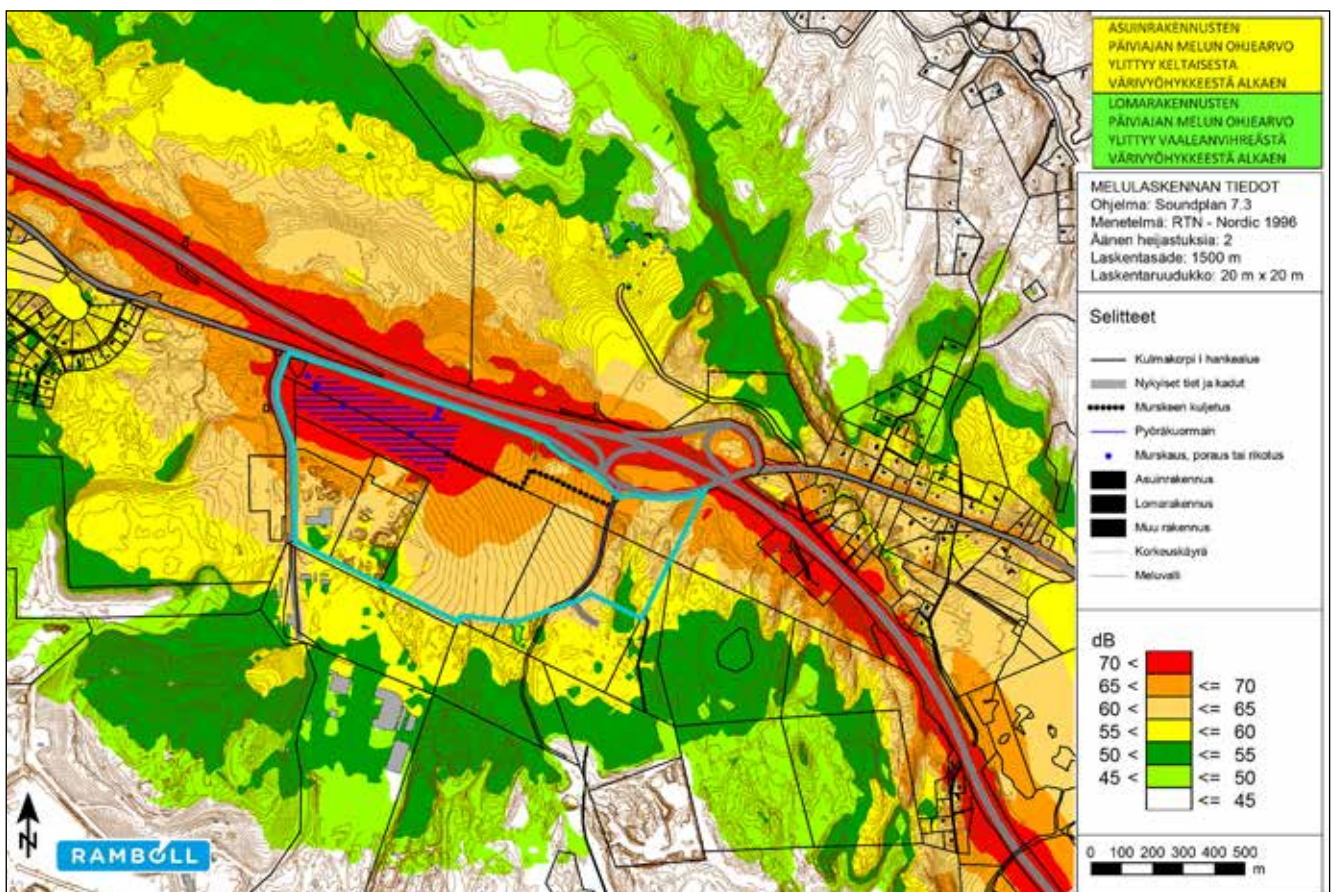 ASUINRAKENNUSTEN
PÄIVIAJAN MELUN OHJEARVO
YLITTYY KELTAISESTA
VÄRIVYÖHYKKEESTÄ ALKAEN
LOMARAKENNUSTEN
PÄIVIAJAN MELUN OHJEARVO
YLITTYY VAALEANVIHREÄSTÄ
VÄRIVYÖHYKKEESTÄ ALKAEN
MELULASKENNAN TIEDOT
Ohjelma: Soundplan 7.3
Menetelmä: RTN - Nordic 1996
Äänen heijastuksia: 2
Laskentasäde: 1500 m
Laskentaruudukko: 20 m x 20 m
Selitteet
Kulmakorpi I hankealue
Nykyiset tiet ja kadut
Murskeen kuljetus
Pyöräkuormain
Murskaus, poraus tai rikotus
Asuinrakennus
Lomarakennus
Muu rakennus
Korkeuskäyrä
Meluvalli
dB
70 <
65 < <= 70
60 < <= 65
55 < <= 60
50 < <= 55
45 < <= 50
<= 45
0 100 200 300 400 500
m
N
RAMBOLL